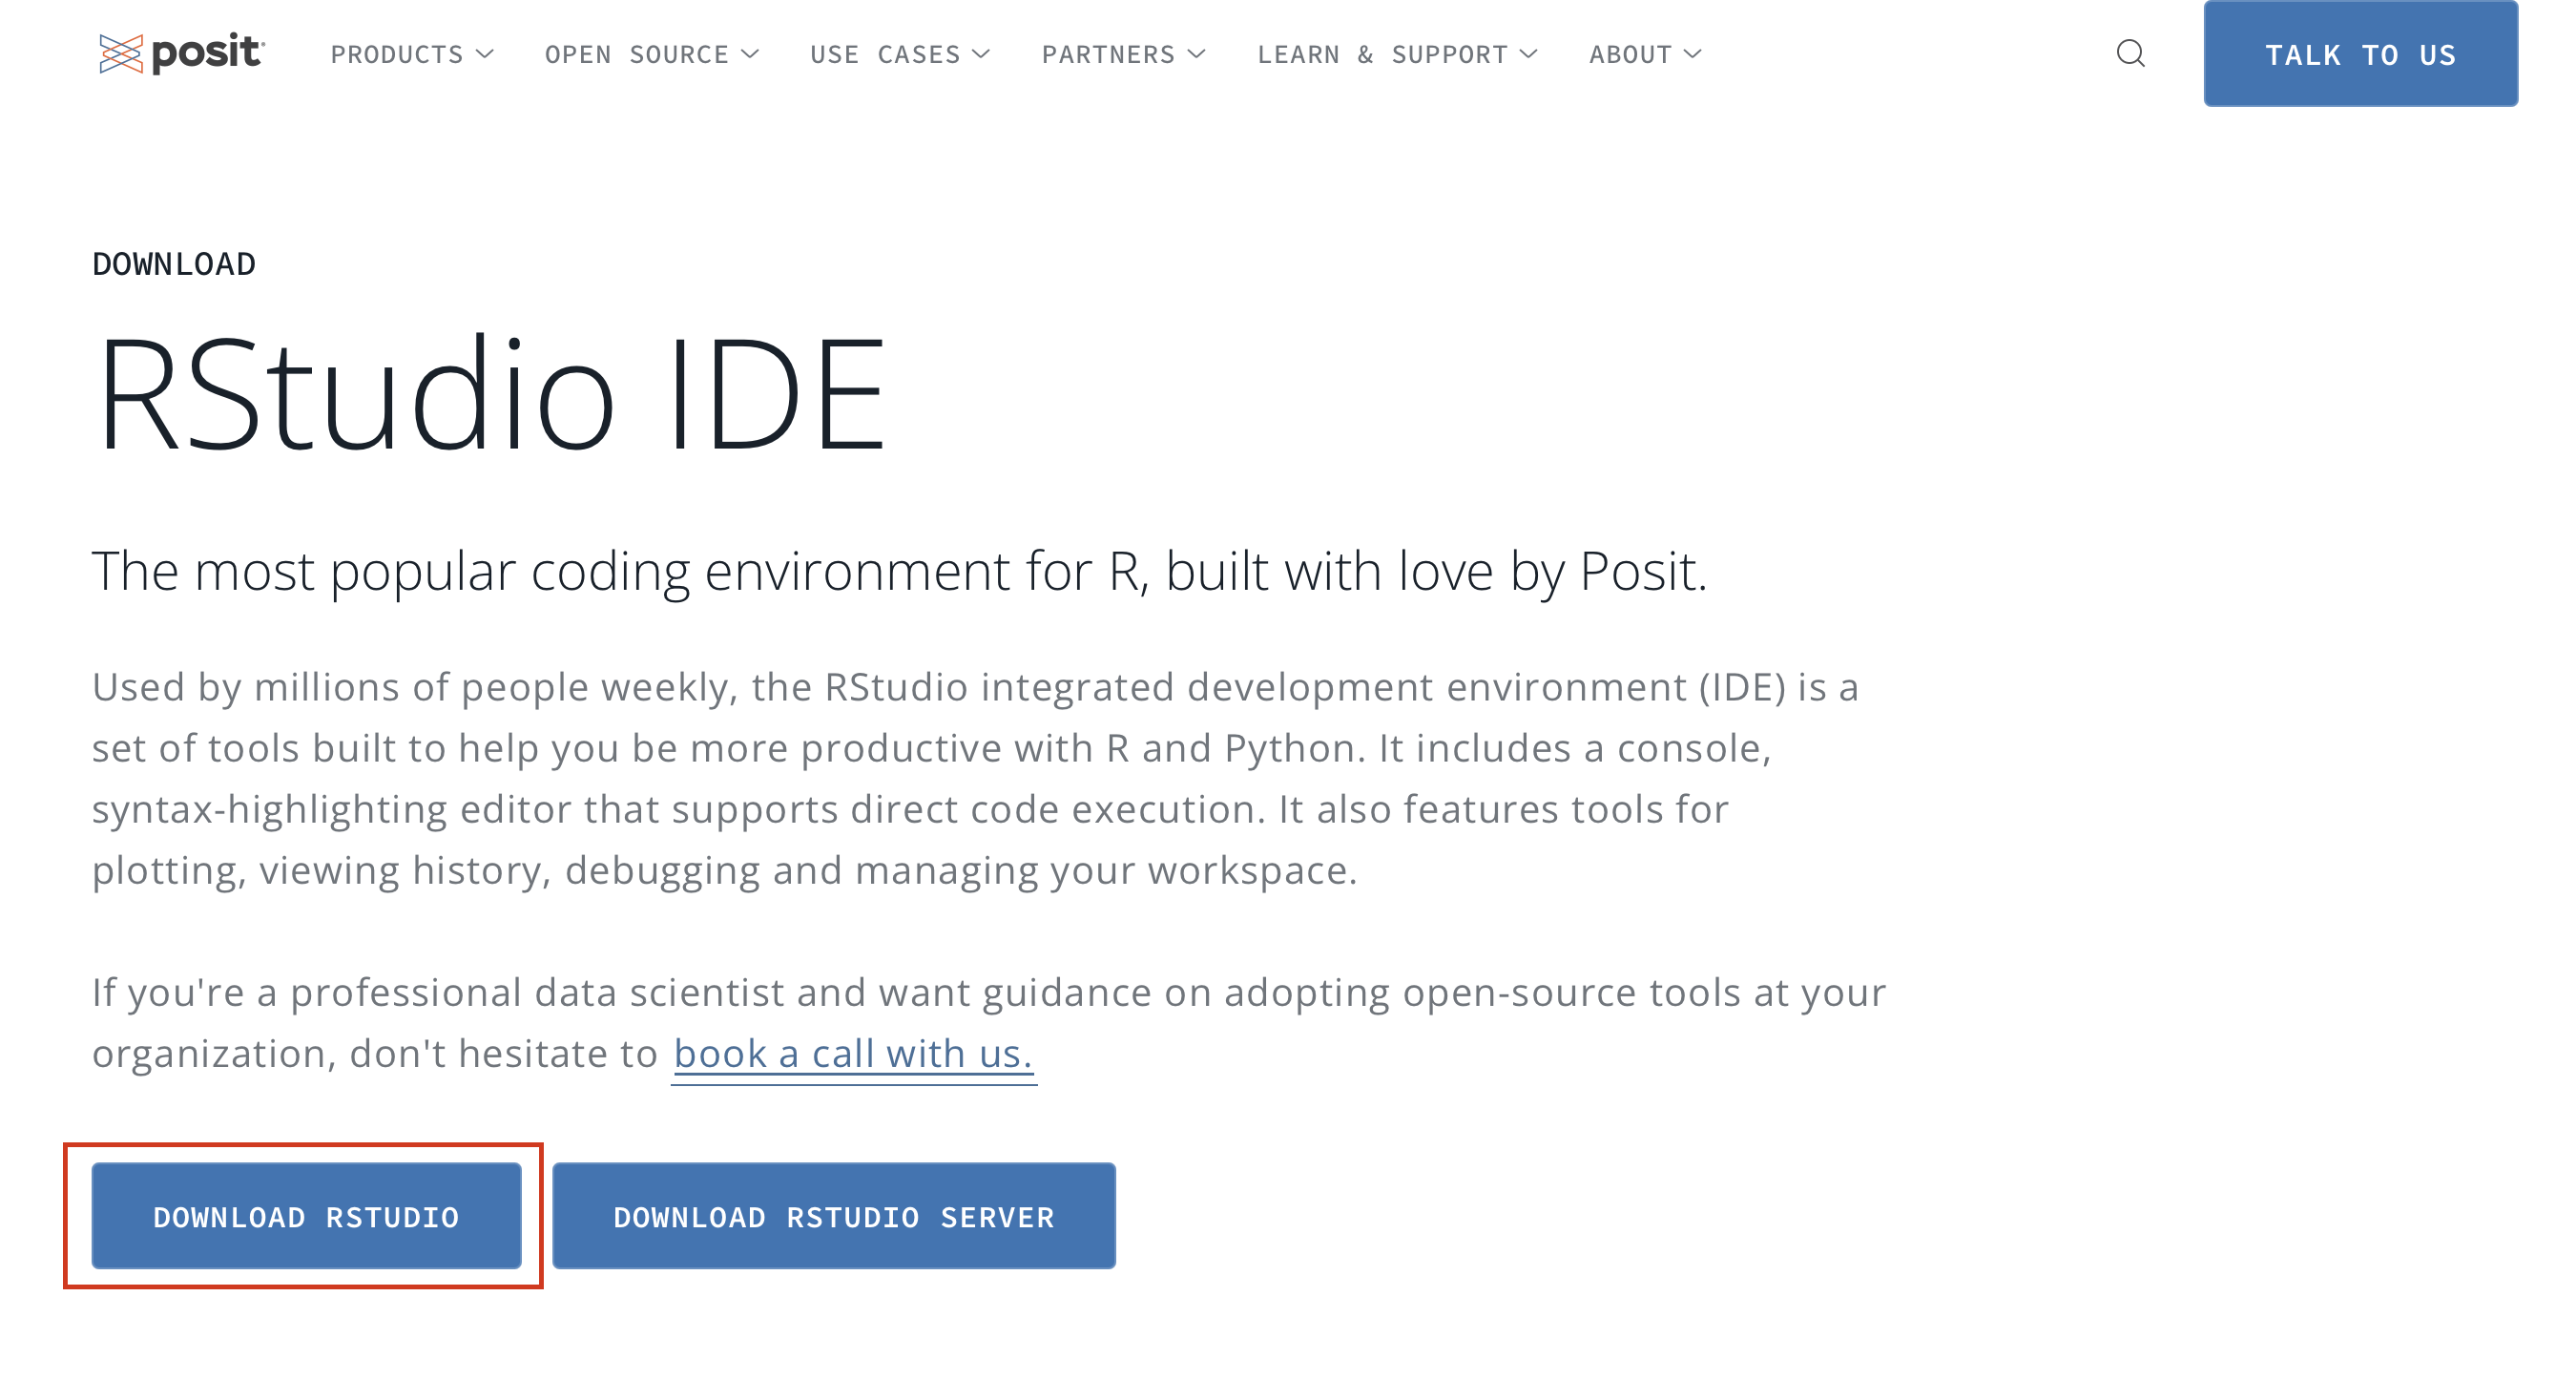 posit
PRODUCTS OPEN SOURCE USE CASES PARTNERS LEARN & SUPPORT ABOUT TALK TO US
DOWNLOAD
RStudio IDE
The most popular coding environment for R, built with love by Posit.
Used by millions of people weekly, the RStudio integrated development environment (IDE) is a
set of tools built to help you be more productive with R and Python. It includes a console,
syntax-highlighting editor that supports direct code execution. It also features tools for
plotting, viewing history, debugging and managing your workspace.
If you're a professional data scientist and want guidance on adopting open-source tools at your
organization, don't hesitate to book a call with us.
DOWNLOAD RSTUDIO DOWNLOAD RSTUDIO SERVER